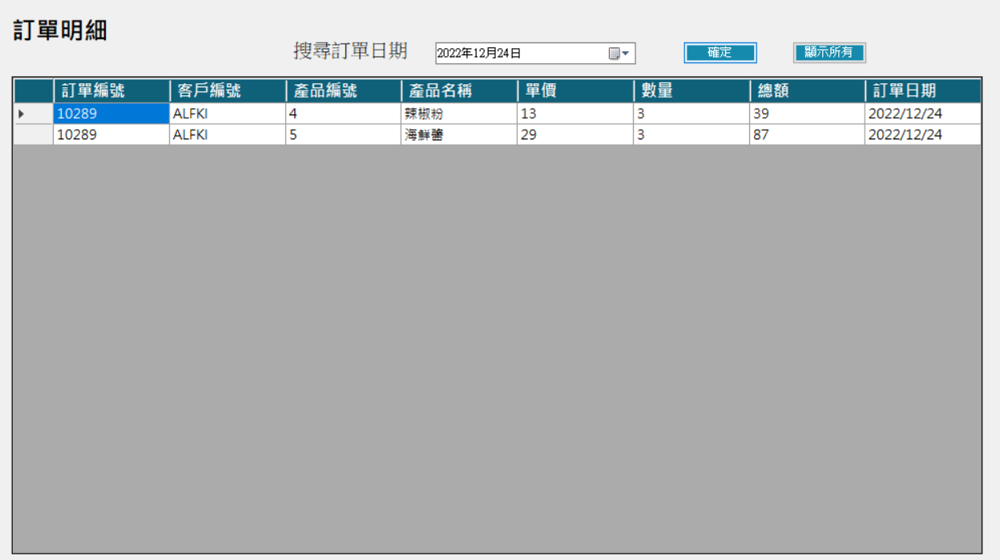 訂單明細
搜尋訂單日期 2022年12月24日 確定 顯示所有
訂單編號 客戶編號 產品編號 產品名稱 單價 數量 總額 訂單日期
10289 ALFKI 4 辣椒粉 13 3 39 2022/12/24
10289 ALFKI 5 海鮮醬 29 3 87 2022/12/24